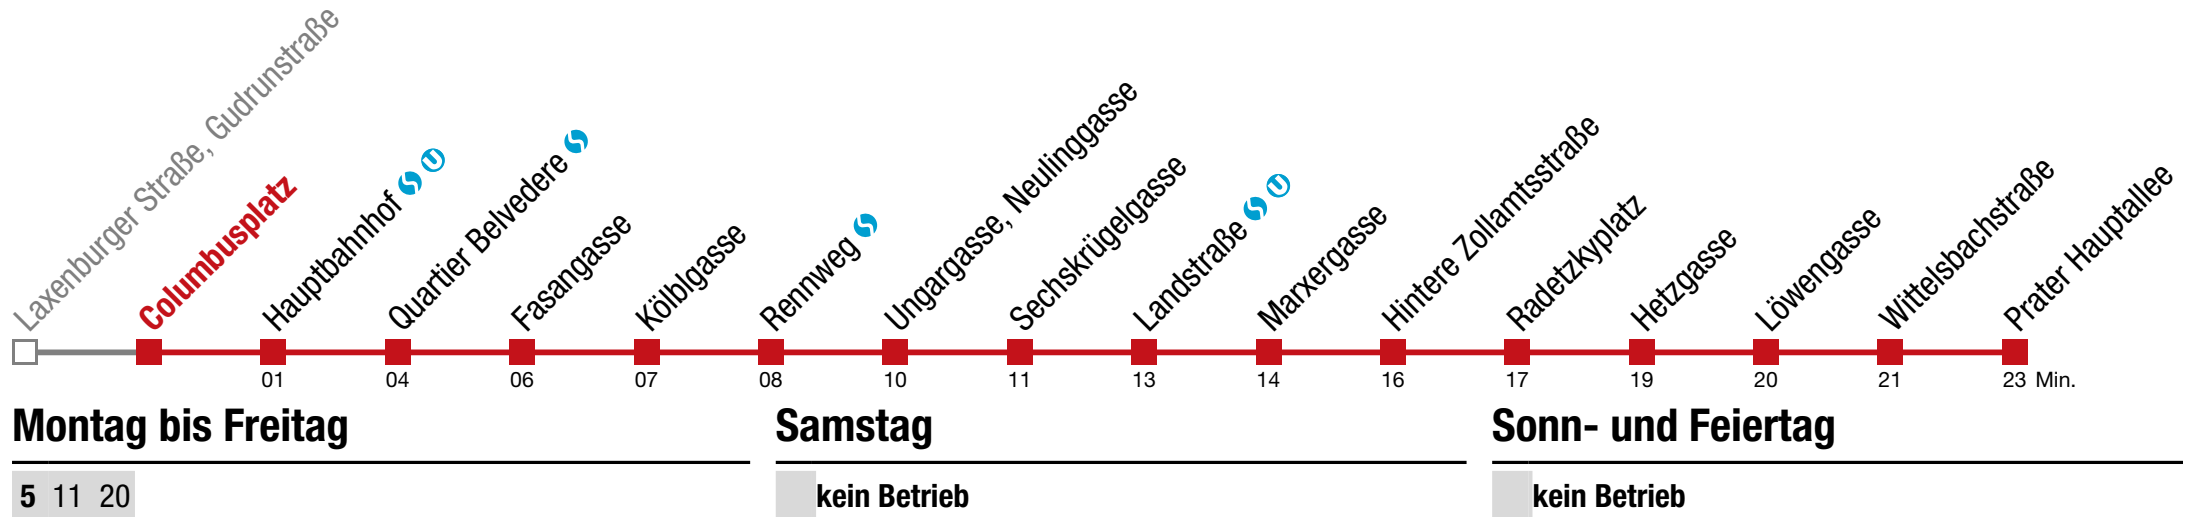 Laxenburger Straße, Gudrunstraße
Columbusplatz
Hauptbahnhof S U
Quartier Belvedere S
Fasangasse
Kölblgasse
Rennweg S
Ungargasse, Neulinggasse
Sechskrügelgasse
Landstraße S U
Marxergasse
Hintere Zollamtsstraße
Radetzkyplatz
Hetzgasse
Löwengasse
Wittelsbachstraße
Prater Hauptallee
01 04 06 07 08 10 11 13 14 16 17 19 20 21 23 Min.
Montag bis Freitag
5 11 20
Samstag
kein Betrieb
Sonn- und Feiertag
kein Betrieb